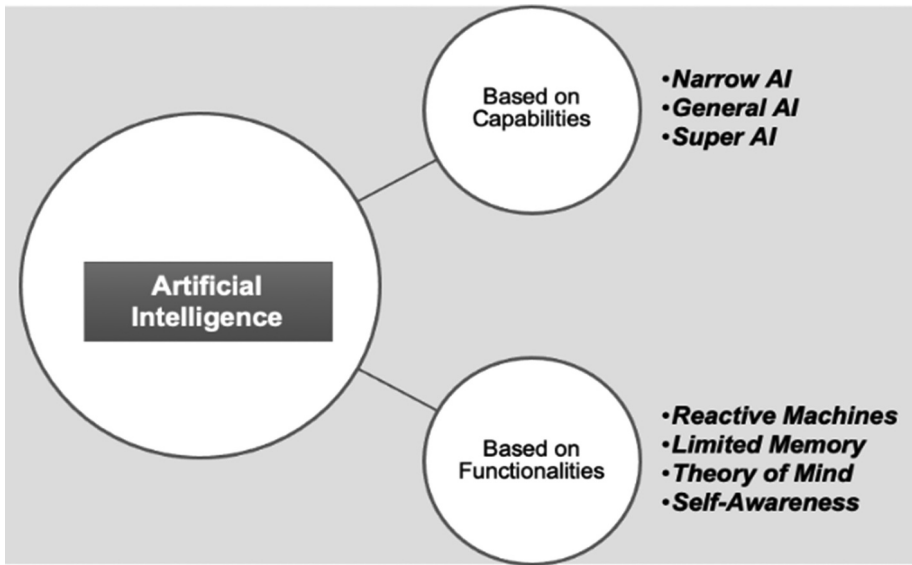 Artificial
Intelligence
Based on
Capabilities
•Narrow AI
•General AI
•Super AI
Based on
Functionalities
•Reactive Machines
•Limited Memory
•Theory of Mind
•Self-Awareness